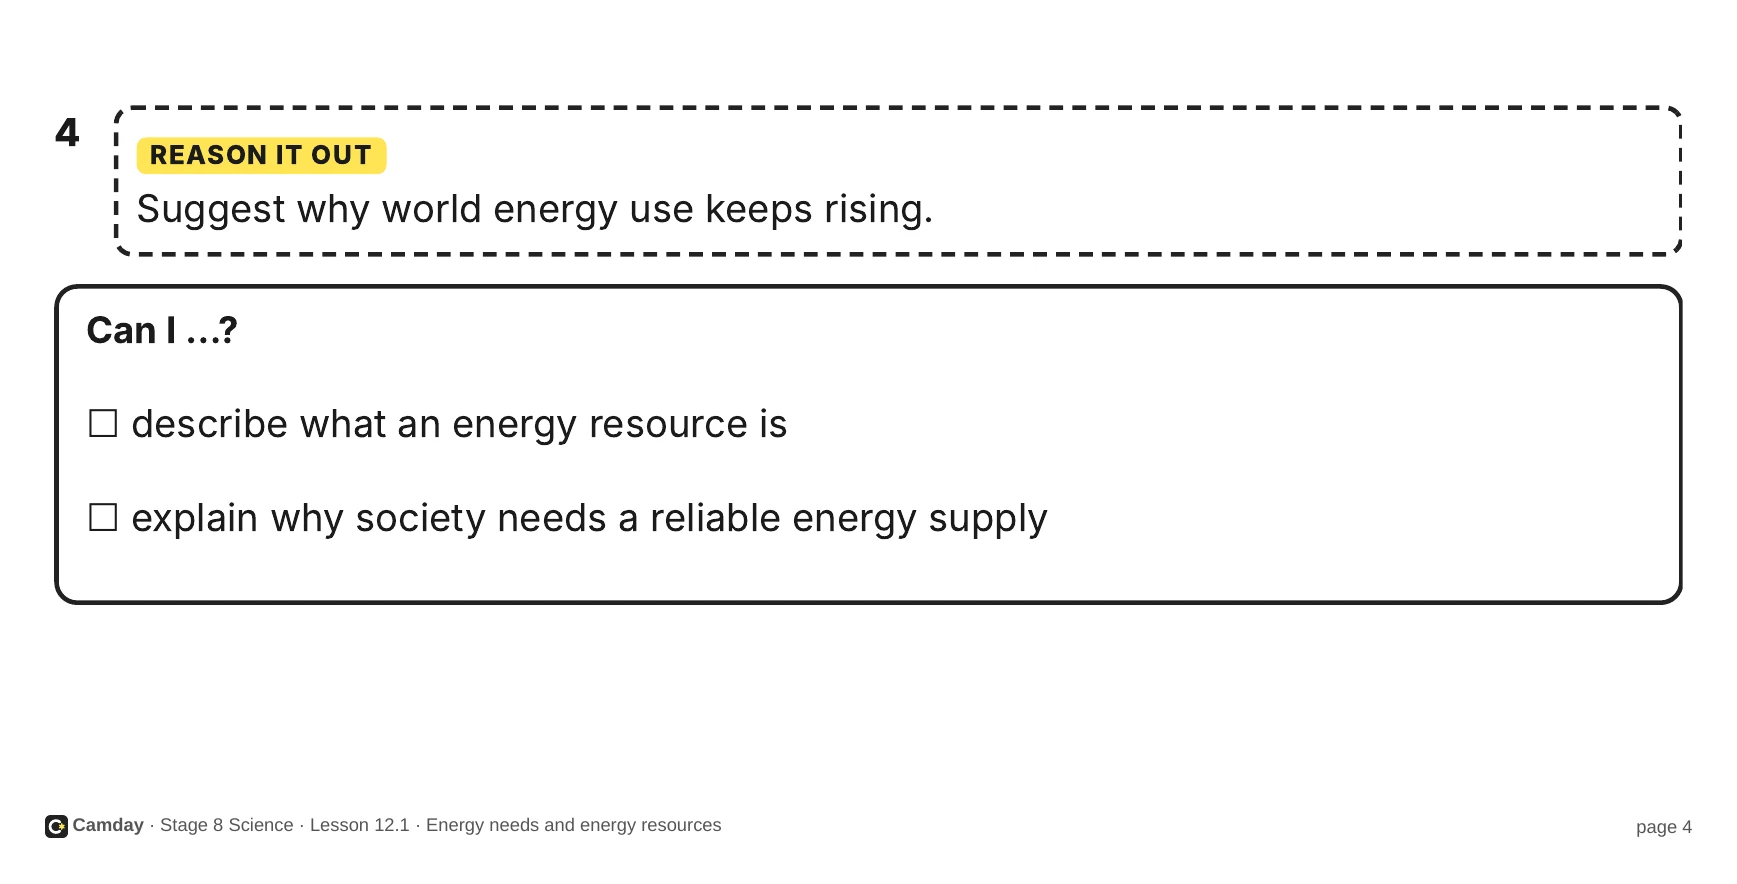 4
REASON IT OUT
Suggest why world energy use keeps rising.
Can I …?
☐ describe what an energy resource is
☐ explain why society needs a reliable energy supply
Camday · Stage 8 Science · Lesson 12.1 · Energy needs and energy resources
page 4